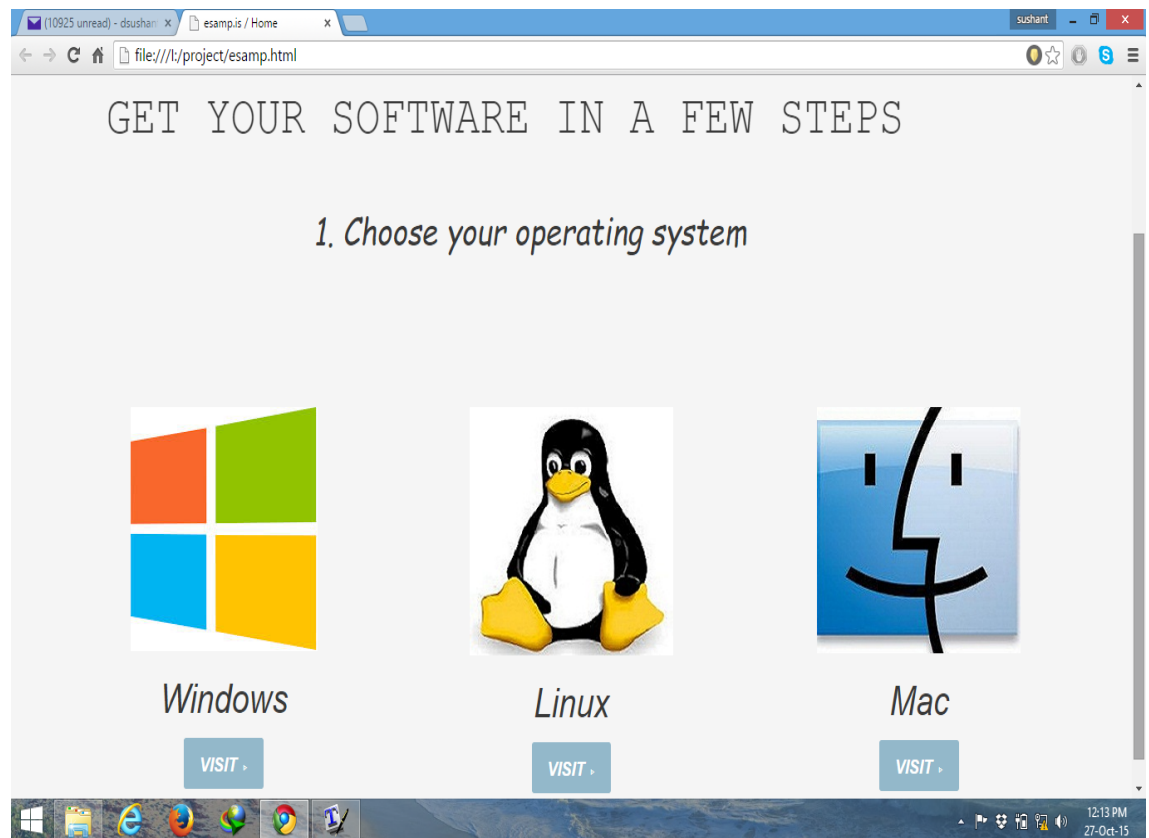 (10925 unread) - dsushan
esamp.is / Home
sushant
file:///I:/project/esamp.html
GET YOUR SOFTWARE IN A FEW STEPS
1. Choose your operating system
Windows
Linux
Mac
VISIT
VISIT
VISIT
12:13 PM
27-Oct-15